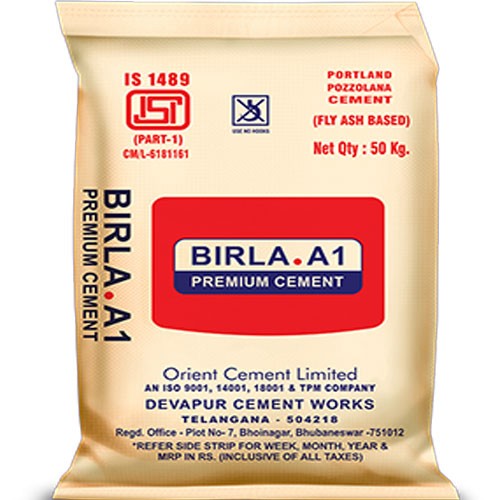 IS 1489
ISI
(PART-1)
CM/L-6181161
USE NO HOOKS
PORTLAND
POZZOLANA
CEMENT
(FLY ASH BASED)
Net Qty : 50 Kg.
BIRLA.A1
PREMIUM CEMENT
BIRLA.A1
PREMIUM CEMENT
Orient Cement Limited
AN ISO 9001, 14001, 18001 & TPM COMPANY
DEVAPUR CEMENT WORKS
TELANGANA - 504218
Regd. Office - Plot No- 7, Bhoinagar, Bhubaneswar -751012
*REFER SIDE STRIP FOR WEEK, MONTH, YEAR &
MRP IN RS. (INCLUSIVE OF ALL TAXES)